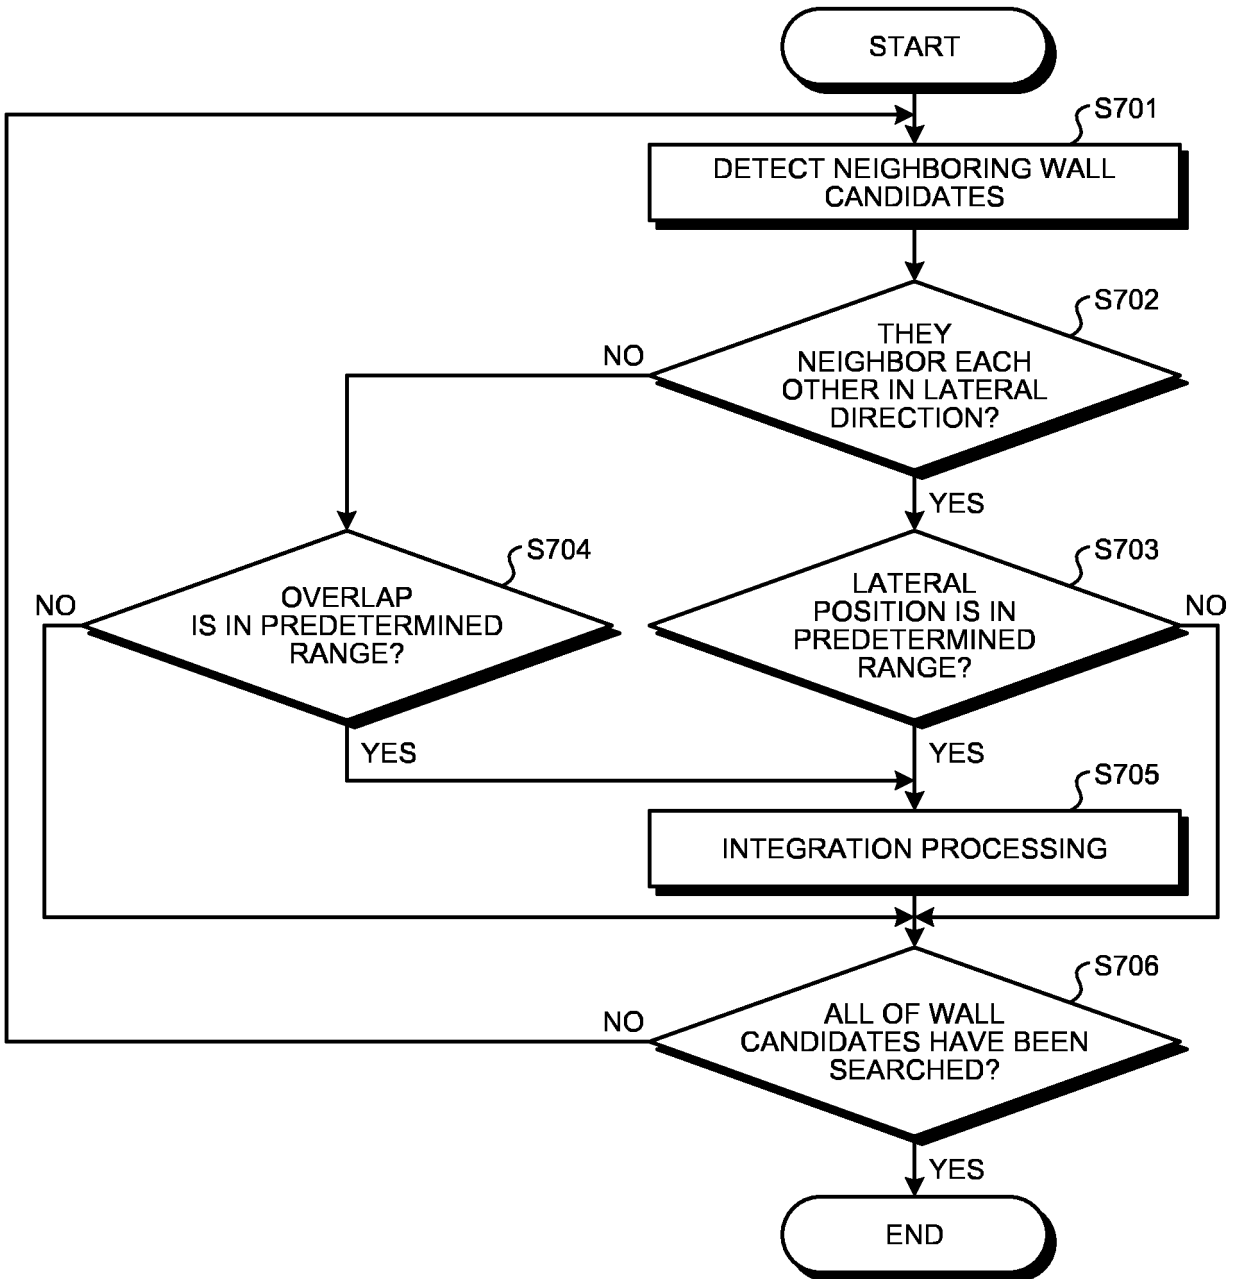 START
S701
DETECT NEIGHBORING WALL
CANDIDATES
S702
THEY
NEIGHBOR EACH
OTHER IN LATERAL
DIRECTION?
NO
YES
S704
OVERLAP
IS IN PREDETERMINED
RANGE?
NO
YES
S703
LATERAL
POSITION IS IN
PREDETERMINED
RANGE?
NO
YES
S705
INTEGRATION PROCESSING
S706
ALL OF WALL
CANDIDATES HAVE BEEN
SEARCHED?
NO
YES
END